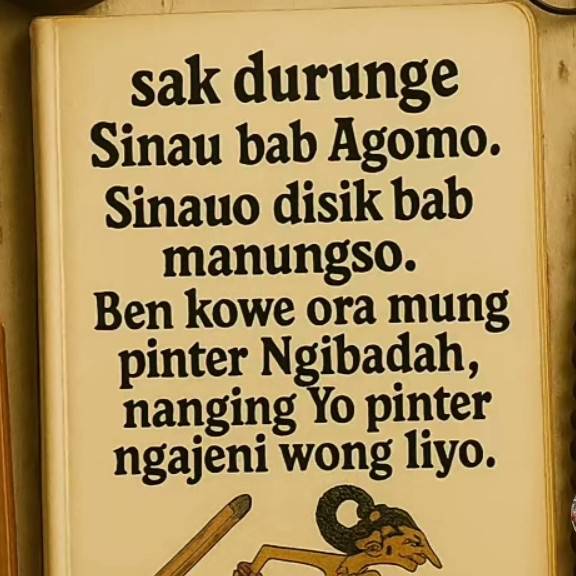 sak durunge
Sinau bab Agomo.
Sinauo disik bab
manungso.
Ben kowe ora mung
pinter Ngibadah,
nanging Yo pinter
ngajeni wong liyo.